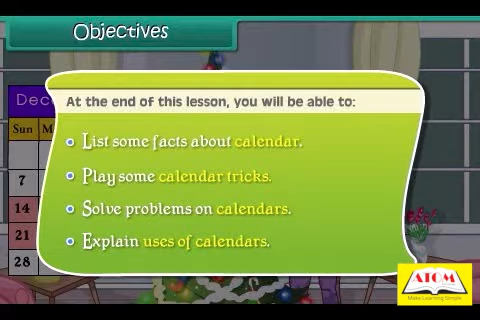 Objectives
At the end of this lesson, you will be able to:
List some facts about calendar.
Play some calendar tricks.
Solve problems on calendars.
Explain uses of calendars.
Dec
Sun M
7
14
21
28
ATOM
Make Learning Simple